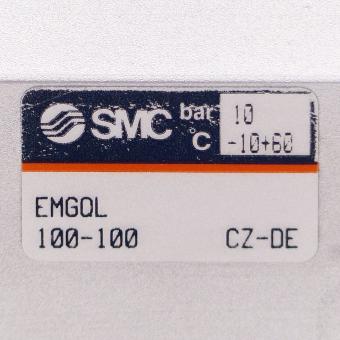 SMC bar 10
°C -10+60
EMGQL
100-100 CZ-DE